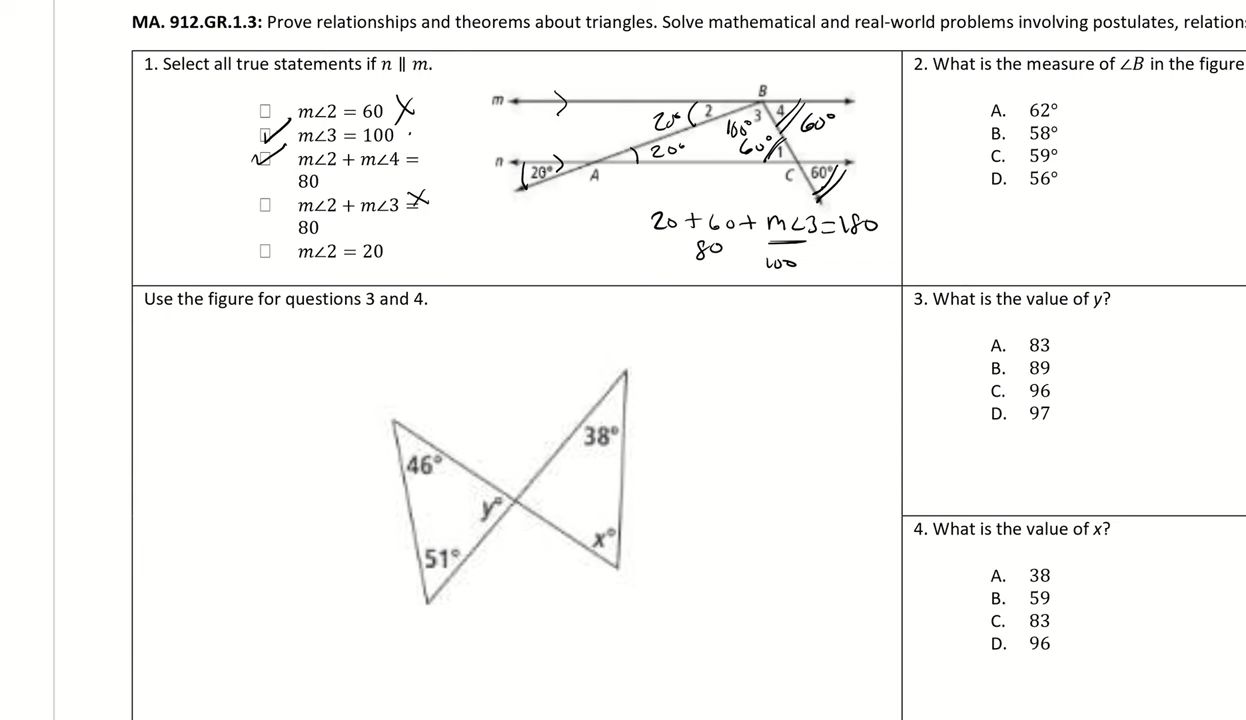 MA. 912.GR.1.3: Prove relationships and theorems about triangles. Solve mathematical and real-world problems involving postulates, relation
1. Select all true statements if n ∥ m.
m∠2 = 60 X
m∠3 = 100
m∠2 + m∠4 =
80
m∠2 + m∠3 = X
80
m∠2 = 20
m
B
20° 2 3 4
100° 60°
20° 60° 1
n 20° A C 60°
20 + 60 + m∠3 = 180
80 100
2. What is the measure of ∠B in the figure
A. 62°
B. 58°
C. 59°
D. 56°
Use the figure for questions 3 and 4.
46°
38°
y°
51°
x°
3. What is the value of y?
A. 83
B. 89
C. 96
D. 97
4. What is the value of x?
A. 38
B. 59
C. 83
D. 96